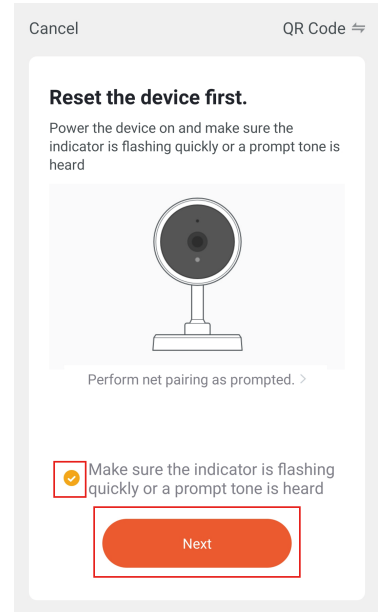 Cancel
QR Code
Reset the device first.
Power the device on and make sure the
indicator is flashing quickly or a prompt tone is
heard
Perform net pairing as prompted. >
Make sure the indicator is flashing
quickly or a prompt tone is heard
Next